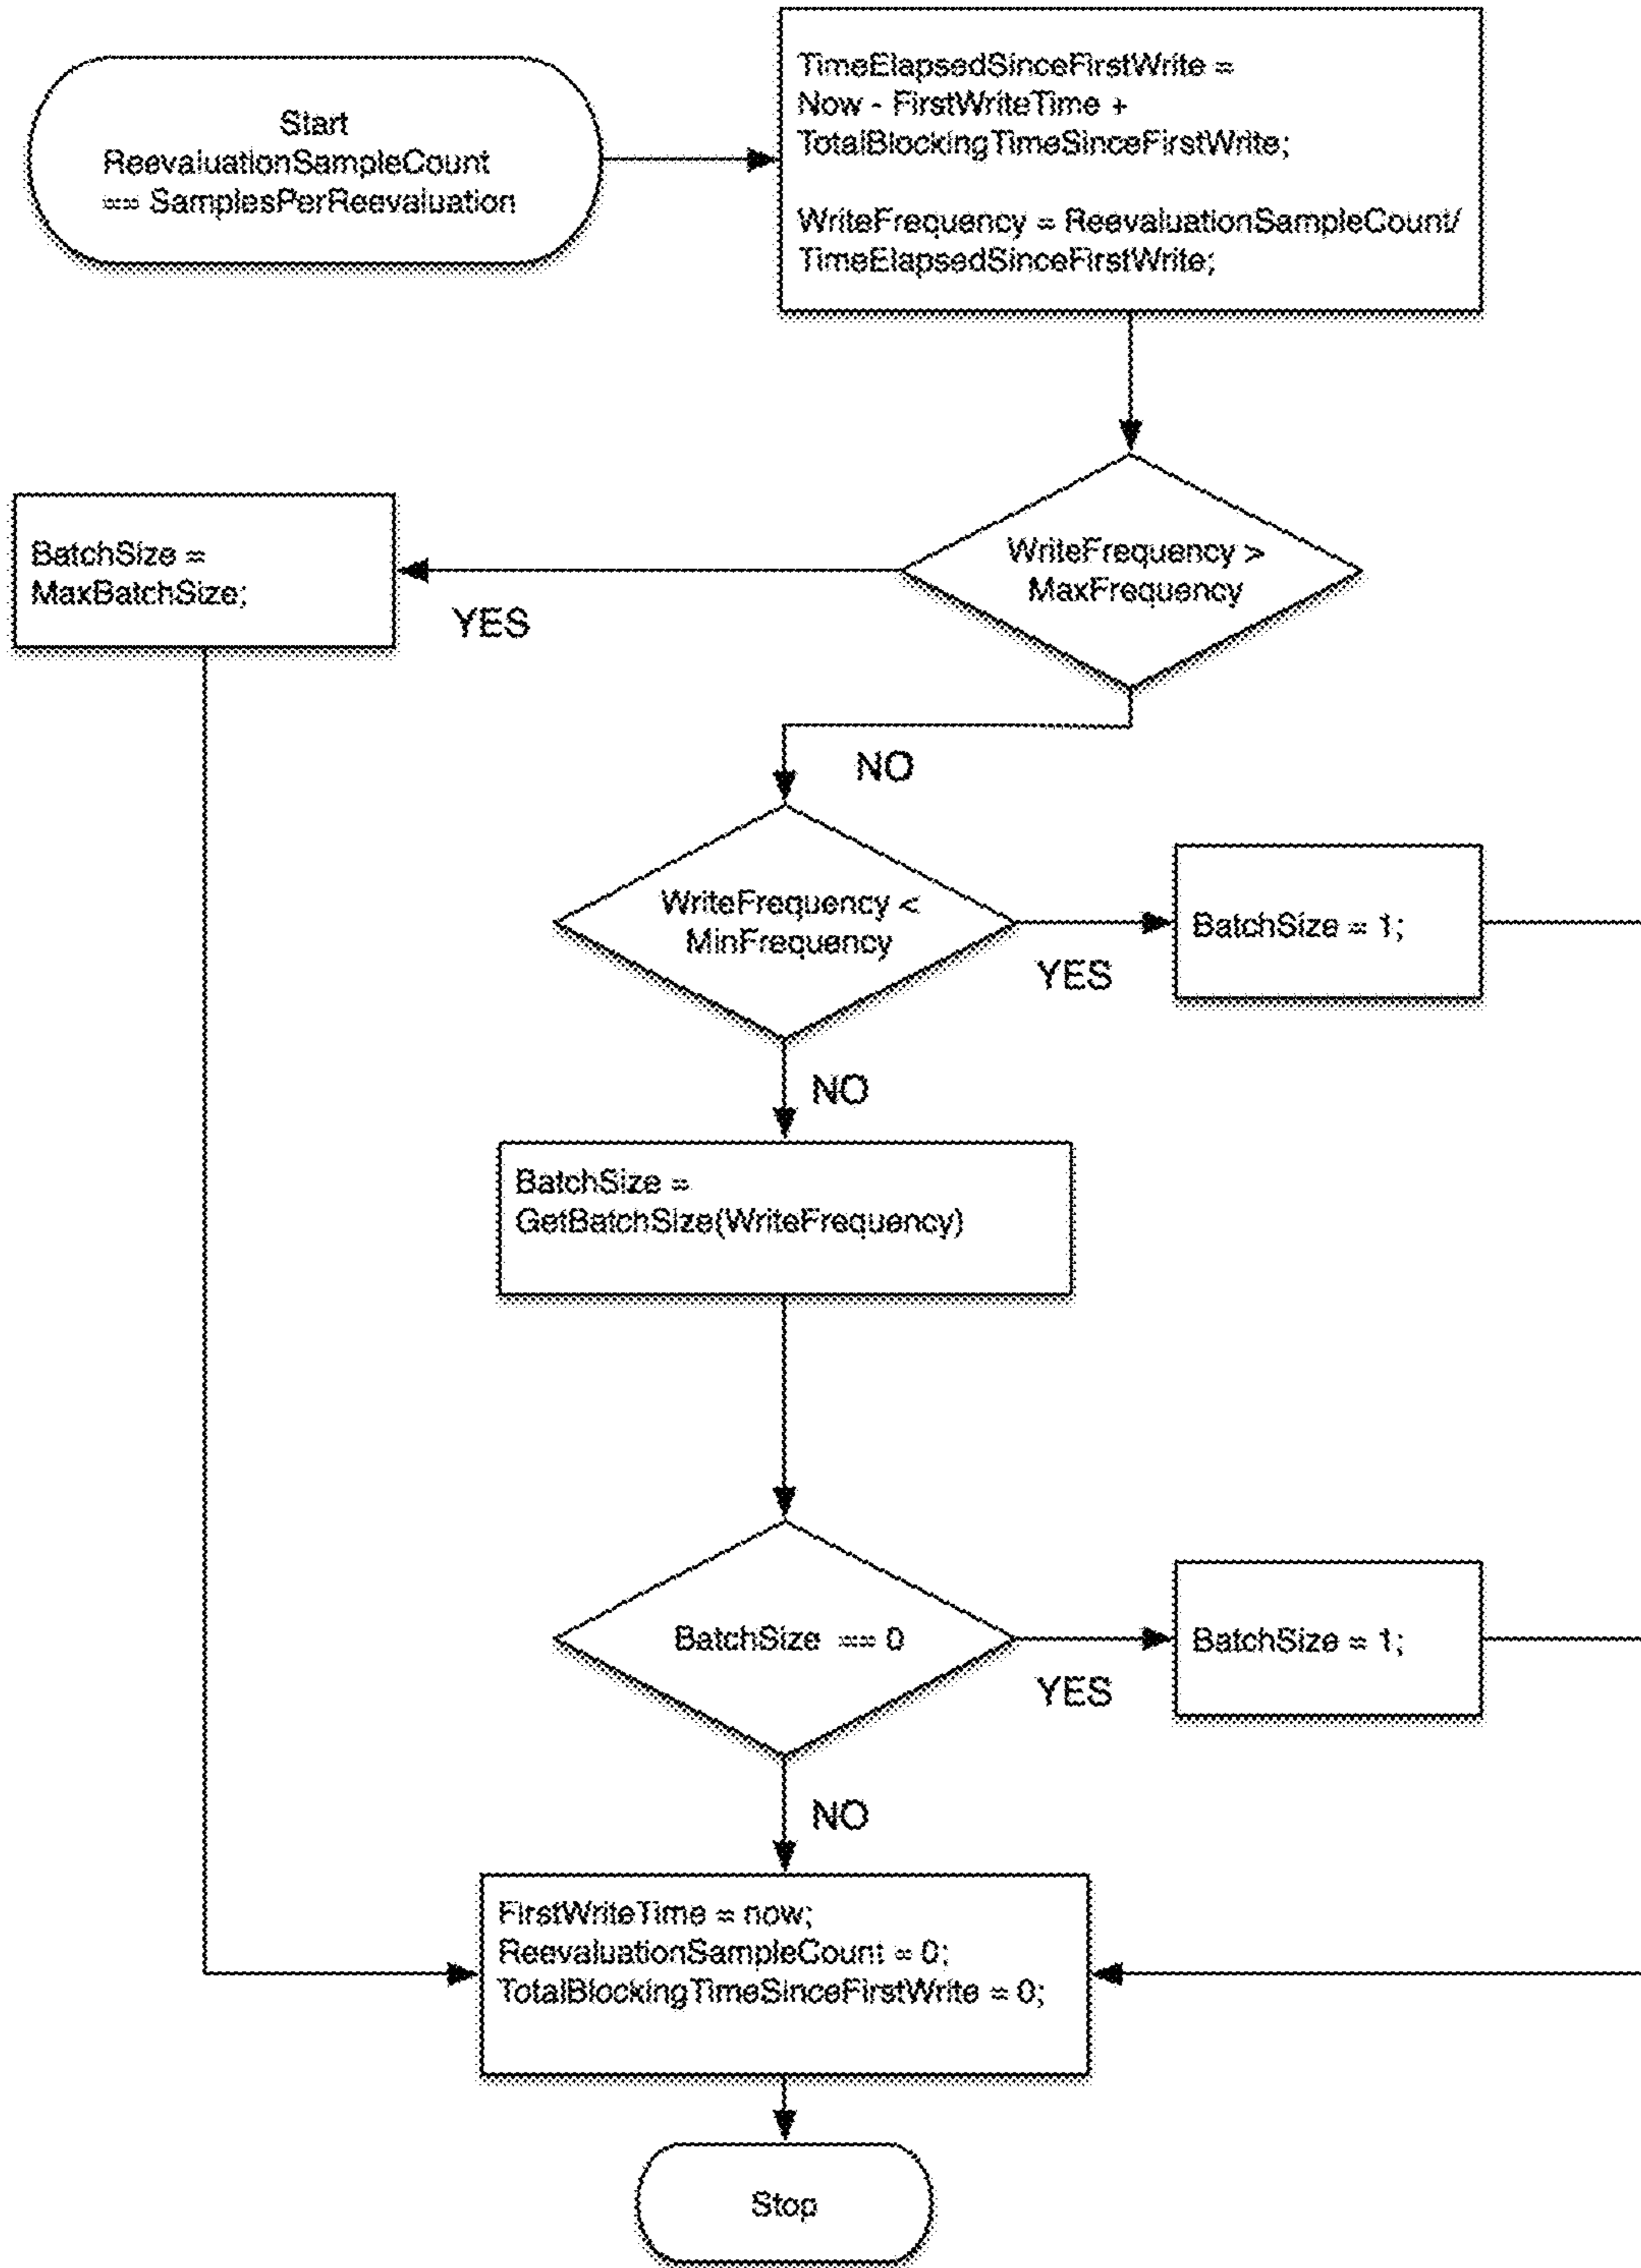 Start
ReevaluationSampleCount
== SamplesPerReevaluation
TimeElapsedSinceFirstWrite =
Now - FirstWriteTime +
TotalBlockingTimeSinceFirstWrite;
WriteFrequency = ReevaluationSampleCount/
TimeElapsedSinceFirstWrite;
WriteFrequency >
MaxFrequency
BatchSize =
MaxBatchSize;
YES
NO
WriteFrequency <
MinFrequency
YES
BatchSize = 1;
NO
BatchSize =
GetBatchSize(WriteFrequency)
BatchSize == 0
YES
BatchSize = 1;
NO
FirstWriteTime = now;
ReevaluationSampleCount = 0;
TotalBlockingTimeSinceFirstWrite = 0;
Stop